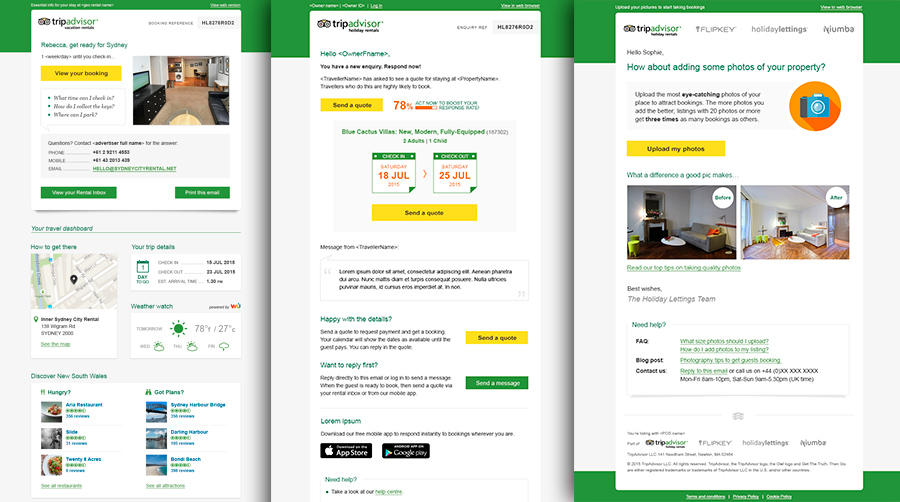 Essential info for your stay at <geo rental name>
View web version
tripadvisor
vacation rentals
BOOKING REFERENCE HL8276R0D2
Rebecca, get ready for Sydney
1 <weekday> until you check in...
View your booking
• What time can I check in?
• How do I collect the keys?
• Where can I park?
Questions? Contact <advertiser full name> for the answer:
PHONE +61 2 9211 4553
MOBILE +61 43 2013 439
EMAIL HELLO@SYDNEYCITYRENTAL.NET
View your Rental Inbox
Print this email
Your travel dashboard
How to get there
Inner Sydney City Rental
138 Wigram Rd
SYDNEY 2000
See the map
Your trip details
1
DAY
TO GO
CHECK IN 15 JUL 2015
CHECK OUT 23 JUL 2015
EST. ARRIVAL TIME 1.30 PM
Weather watch
powered by
TOMORROW 78°F / 27°C
WED THU FRI
Discover New South Wales
Hungry?
Aria Restaurant
356 reviews
Slide
31 reviews
Twenty 8 Acres
9 reviews
See all restaurants
Got Plans?
Sydney Harbour Bridge
356 reviews
Darling Harbour
195 reviews
Bondi Beach
196 reviews
See all attractions
<Owner name> | <Owner ID> | Log in
View in web browser
tripadvisor
holiday rentals
ENQUIRY REF HL8276R0D2
Hello <OwnerFname>,
You have a new enquiry. Respond now!
<TravellerName> has asked to see a quote for staying at <PropertyName>.
Travellers who do this are highly likely to book.
Send a quote
78% ACT NOW TO BOOST YOUR
RESPONSE RATE!
Blue Cactus Villas: New, Modern, Fully-Equipped (167302)
2 Adults | 1 Child
CHECK IN
SATURDAY
18 JUL
2015
CHECK OUT
SATURDAY
25 JUL
2015
Send a quote
Message from <TravellerName>:
Lorem ipsum dolor sit amet, consectetur adipiscing elit. Aenean pharetra
dui arcu. Nunc mattis diam et turpis consequat posuere. Nulla ultrices
pulvinar mauris, id cursus eros imperdiet at. In non.
Happy with the details?
Send a quote to request payment and get a booking.
Your calendar will show the dates as available until the
guest pays. You can reply in the quote.
Send a quote
Want to reply first?
Reply directly to this email or log in to send a message.
When the guest is ready to book, then send a quote via
your rental inbox or from our mobile app.
Send a message
Lorem ipsum
Download our free mobile app to respond instantly to bookings wherever you are.
App Store
ANDROID APP ON
Google play
Need help?
• Take a look at our help centre.
Upload your pictures to start taking bookings
View in web browser
tripadvisor
holiday rentals
FLIPKEY
holidaylettings
niumba
Hello Sophie,
How about adding some photos of your property?
Upload the most eye-catching photos of your
place to attract bookings. The more photos you
add the better; listings with 20 photos or more
get three times as many bookings as others.
Upload my photos
What a difference a good pic makes...
Before
After
Read our top tips on taking quality photos
Best wishes,
The Holiday Lettings Team
Need help?
FAQ: What size photos should I upload?
How do I add photos to my listing?
Blog post: Photography tips to get guests booking
Contact us: Reply to this email or call us on +44 (0)XX XXX XXXX
Mon-Fri 8am-10pm, Sat-Sun 9am-5.30pm (UK time)
You're listing with <POS name>
Part of tripadvisor
holiday rentals
FLIPKEY
holidaylettings
niumba
TripAdvisor LLC 141 Needham Street, Newton, MA 02464
© 2015 TripAdvisor LLC. All rights reserved. TripAdvisor, the TripAdvisor logo, the Owl logo and Get The Truth. Then Go
are either registered trademarks or trademarks of TripAdvisor LLC in the U.S. and/or other countries.
Terms and conditions | Privacy Policy | Cookie Policy